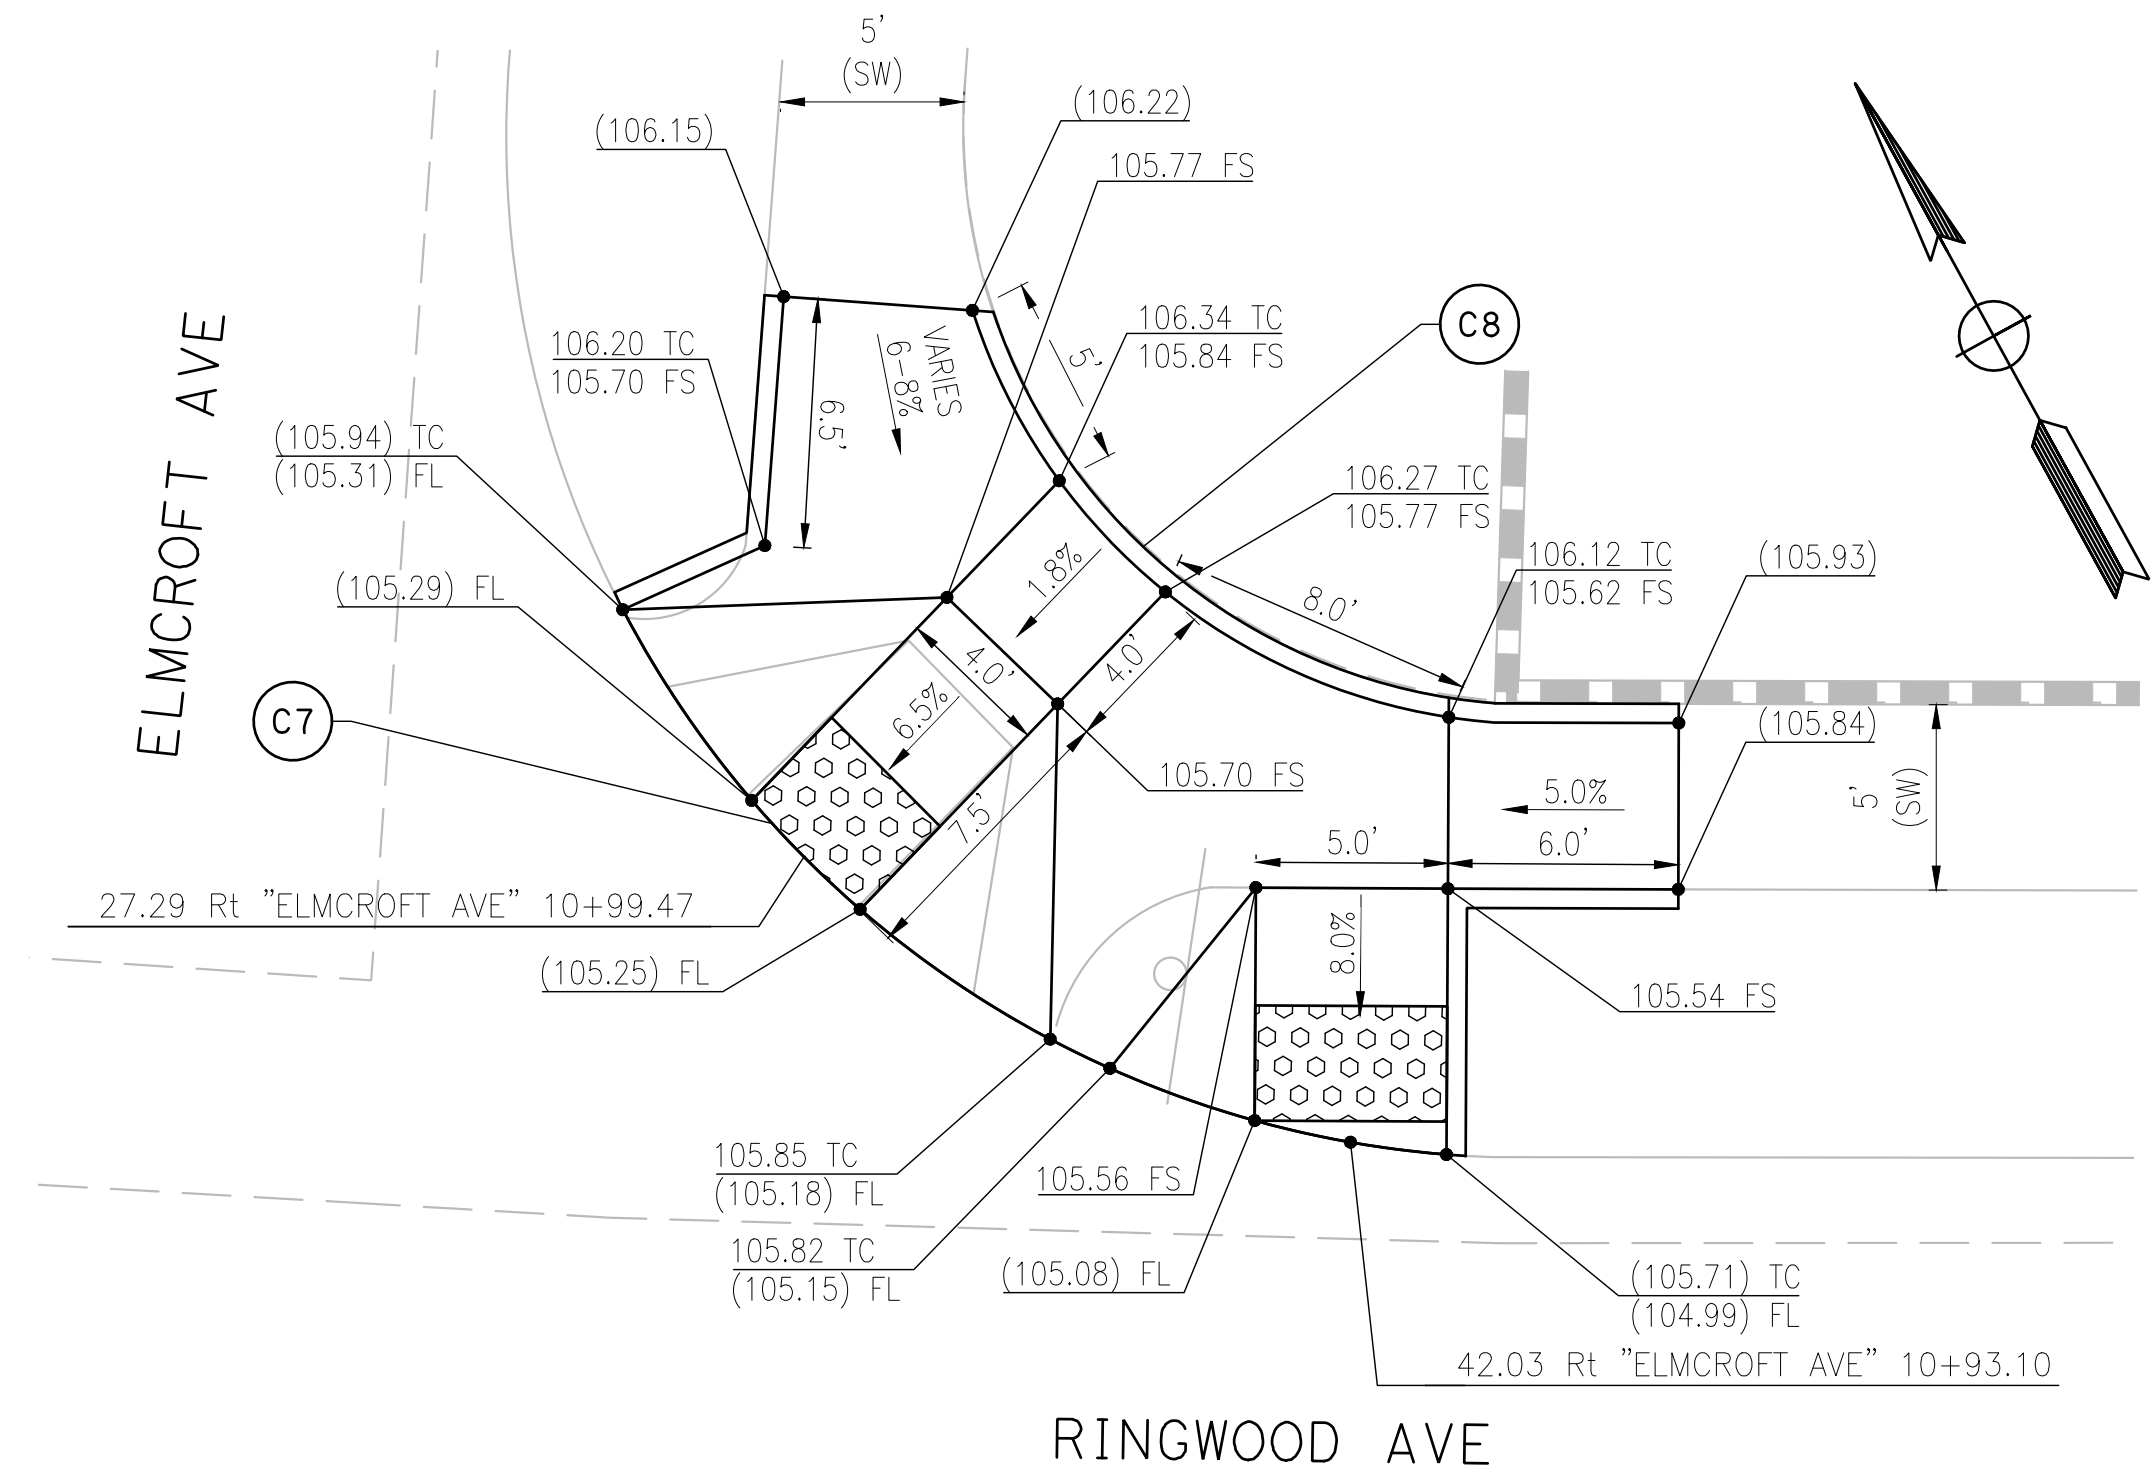 5'
(SW)
(106.22)
(106.15)
105.77 FS
106.34 TC
105.84 FS
C8
106.20 TC
105.70 FS
VARIES
6-8%
5'
6.5'
(105.94) TC
(105.31) FL
106.27 TC
105.77 FS
ELMCROFT AVE
106.12 TC
105.62 FS
(105.93)
(105.29) FL
1.8%
8.0'
4.0'
4.0'
6.5%
C7
(105.84)
105.70 FS
5.0%
5'
(SW)
7.5'
5.0'
6.0'
27.29 Rt "ELMCROFT AVE" 10+99.47
8.0%
(105.25) FL
105.54 FS
105.85 TC
(105.18) FL
105.56 FS
105.82 TC
(105.15) FL
(105.08) FL
(105.71) TC
(104.99) FL
42.03 Rt "ELMCROFT AVE" 10+93.10
RINGWOOD AVE